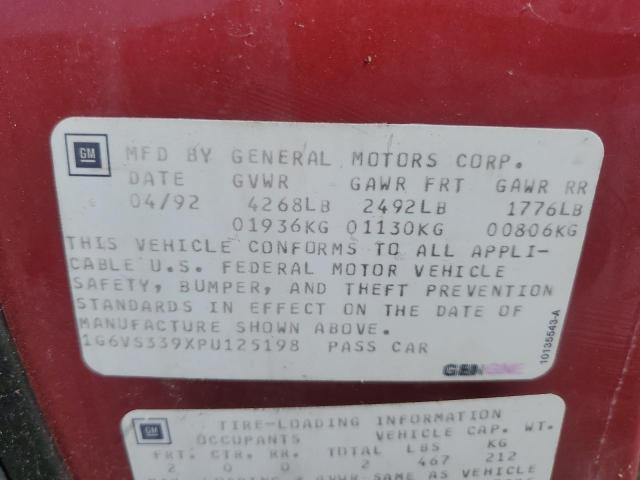 GM
MFD BY GENERAL MOTORS CORP.
DATE GVWR GAWR FRT GAWR RR
04/92 4268LB 2492LB 1776LB
01936KG 01130KG 00806KG
THIS VEHICLE CONFORMS TO ALL APPLI-
CABLE U.S. FEDERAL MOTOR VEHICLE
SAFETY, BUMPER, AND THEFT PREVENTION
STANDARDS IN EFFECT ON THE DATE OF
MANUFACTURE SHOWN ABOVE.
1G6VS339XPU125198 PASS CAR
10135543-A
GM
TIRE-LOADING INFORMATION
OCCUPANTS VEHICLE CAP. WT.
FRT. CTR. RR. TOTAL LBS KG
2 0 0 2 467 212
SAME AS VEHICLE